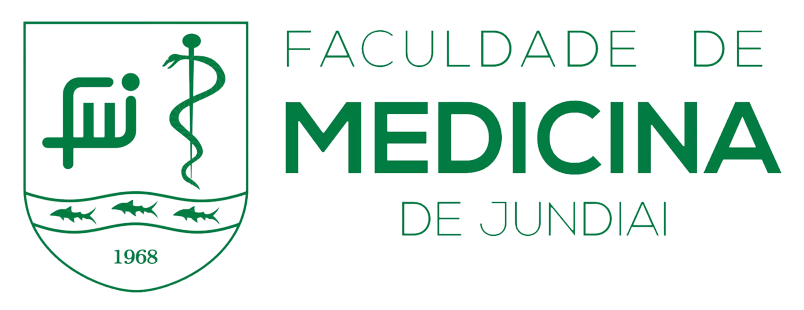 fmj
1968
FACULDADE DE
MEDICINA
DE JUNDIAI